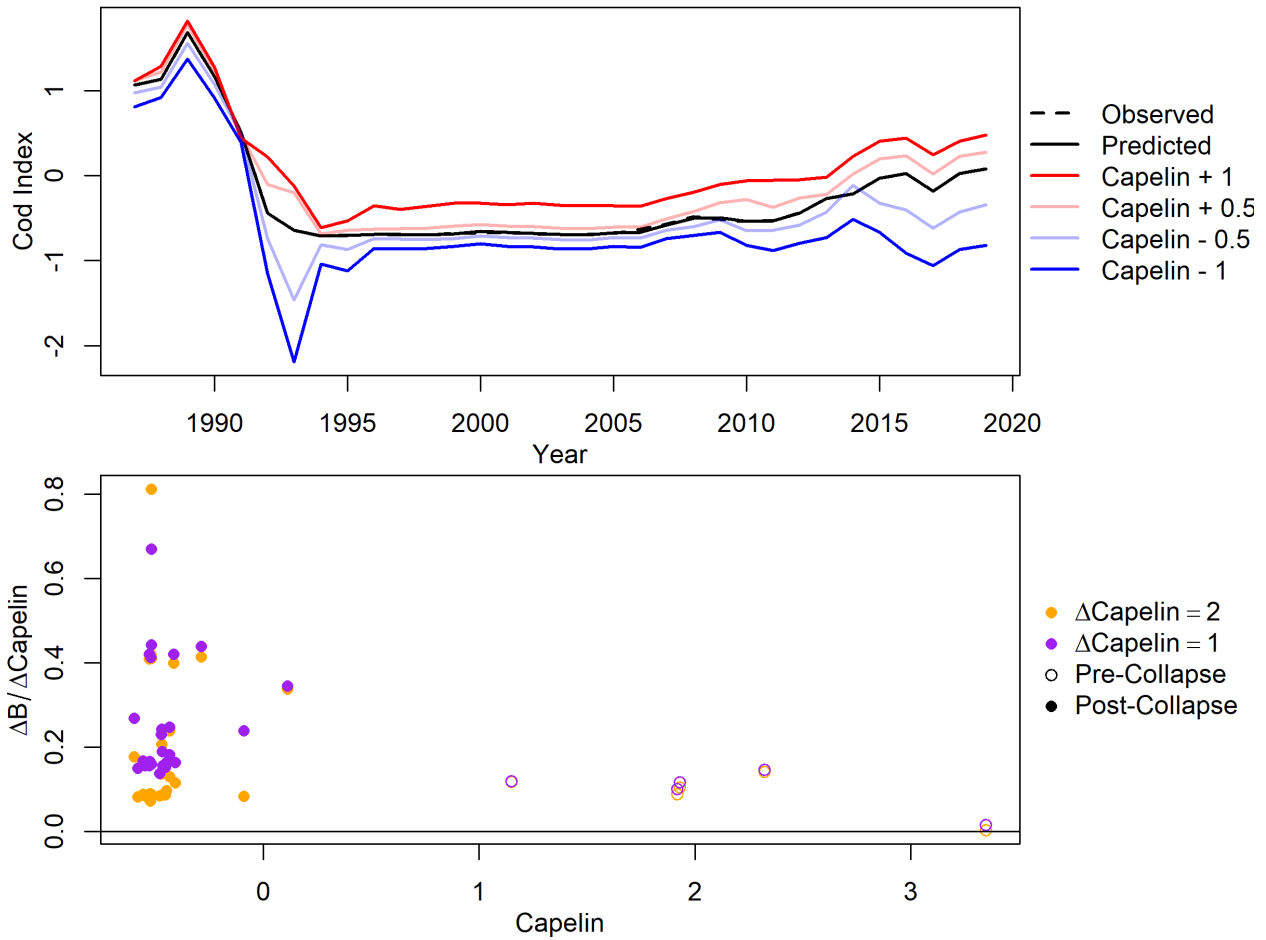 1
0
-1
-2
Cod Index
1990 1995 2000 2005 2010 2015 2020
Year
Observed
Predicted
Capelin + 1
Capelin + 0.5
Capelin - 0.5
Capelin - 1
0.8
0.6
0.4
0.2
0.0
ΔB/ΔCapelin
0 1 2 3
Capelin
ΔCapelin = 2
ΔCapelin = 1
Pre-Collapse
Post-Collapse